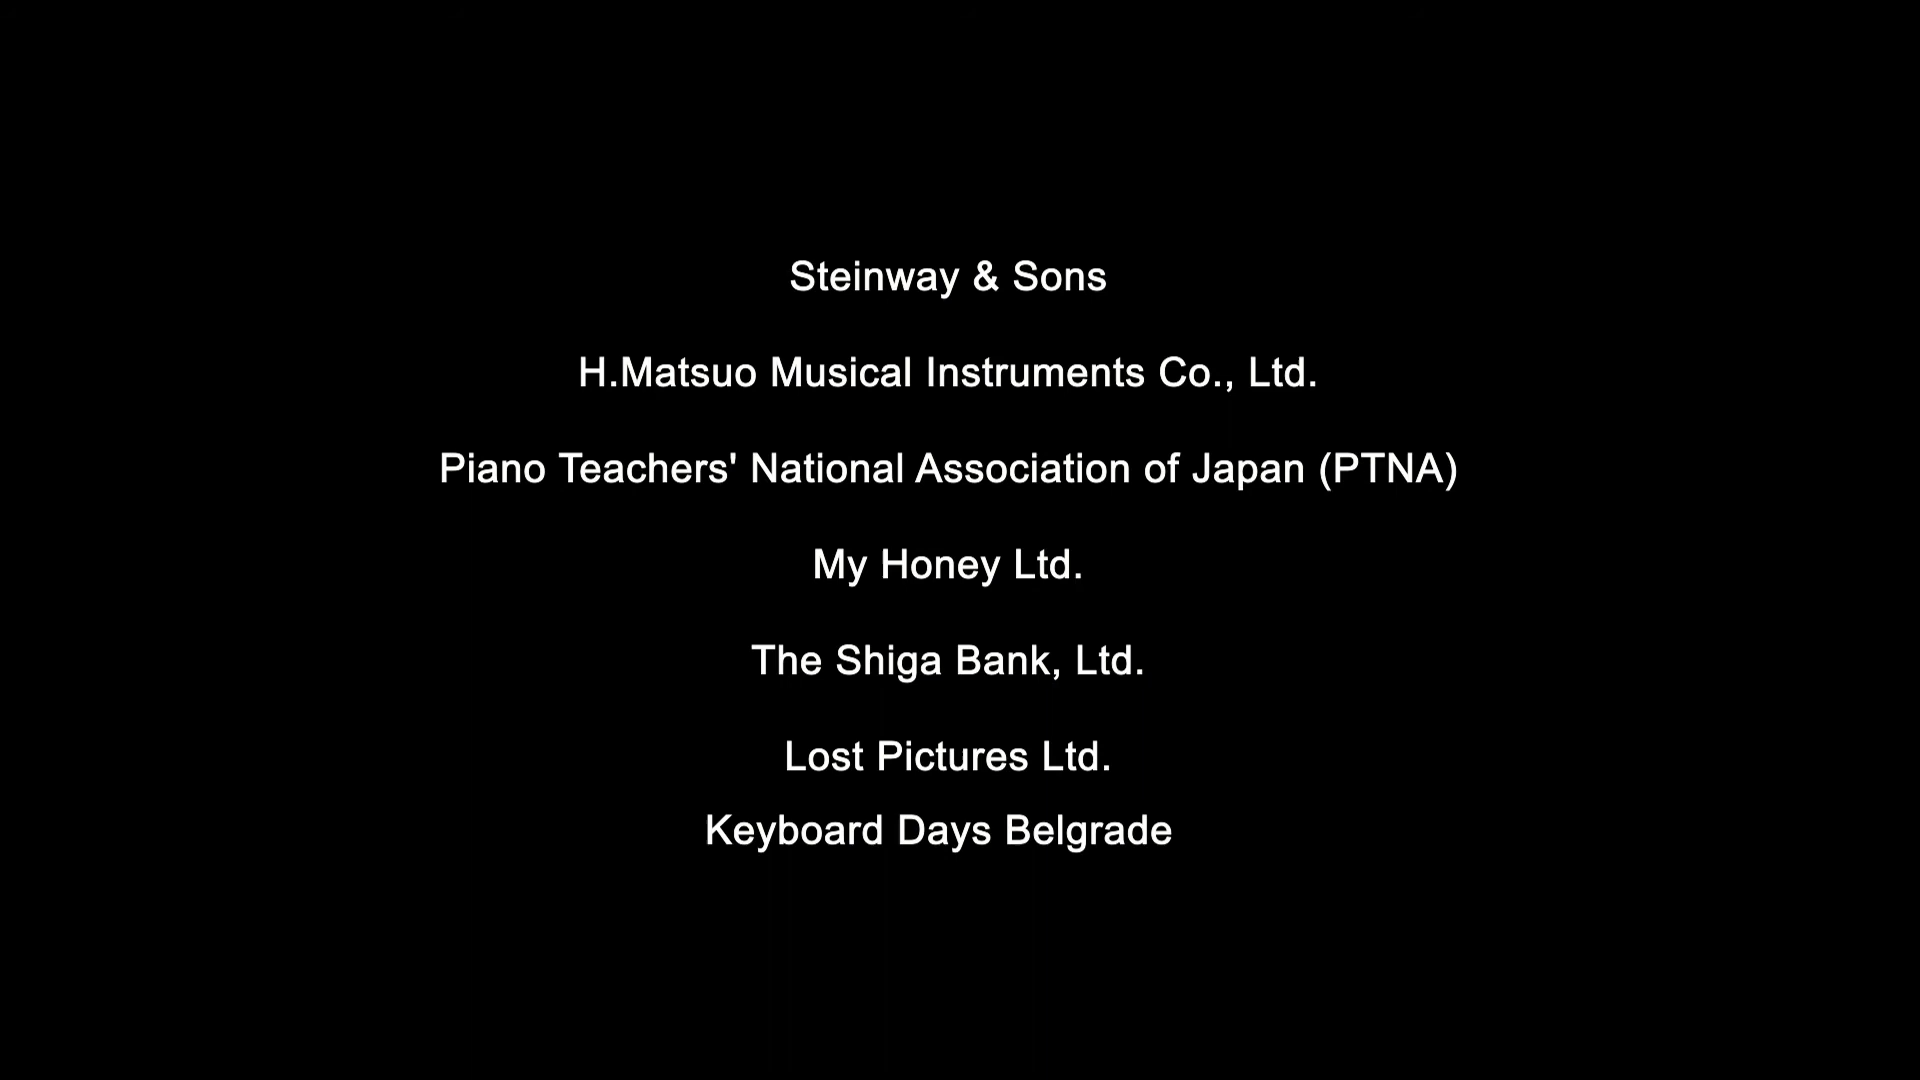 Steinway & Sons
H.Matsuo Musical Instruments Co., Ltd.
Piano Teachers' National Association of Japan (PTNA)
My Honey Ltd.
The Shiga Bank, Ltd.
Lost Pictures Ltd.
Keyboard Days Belgrade